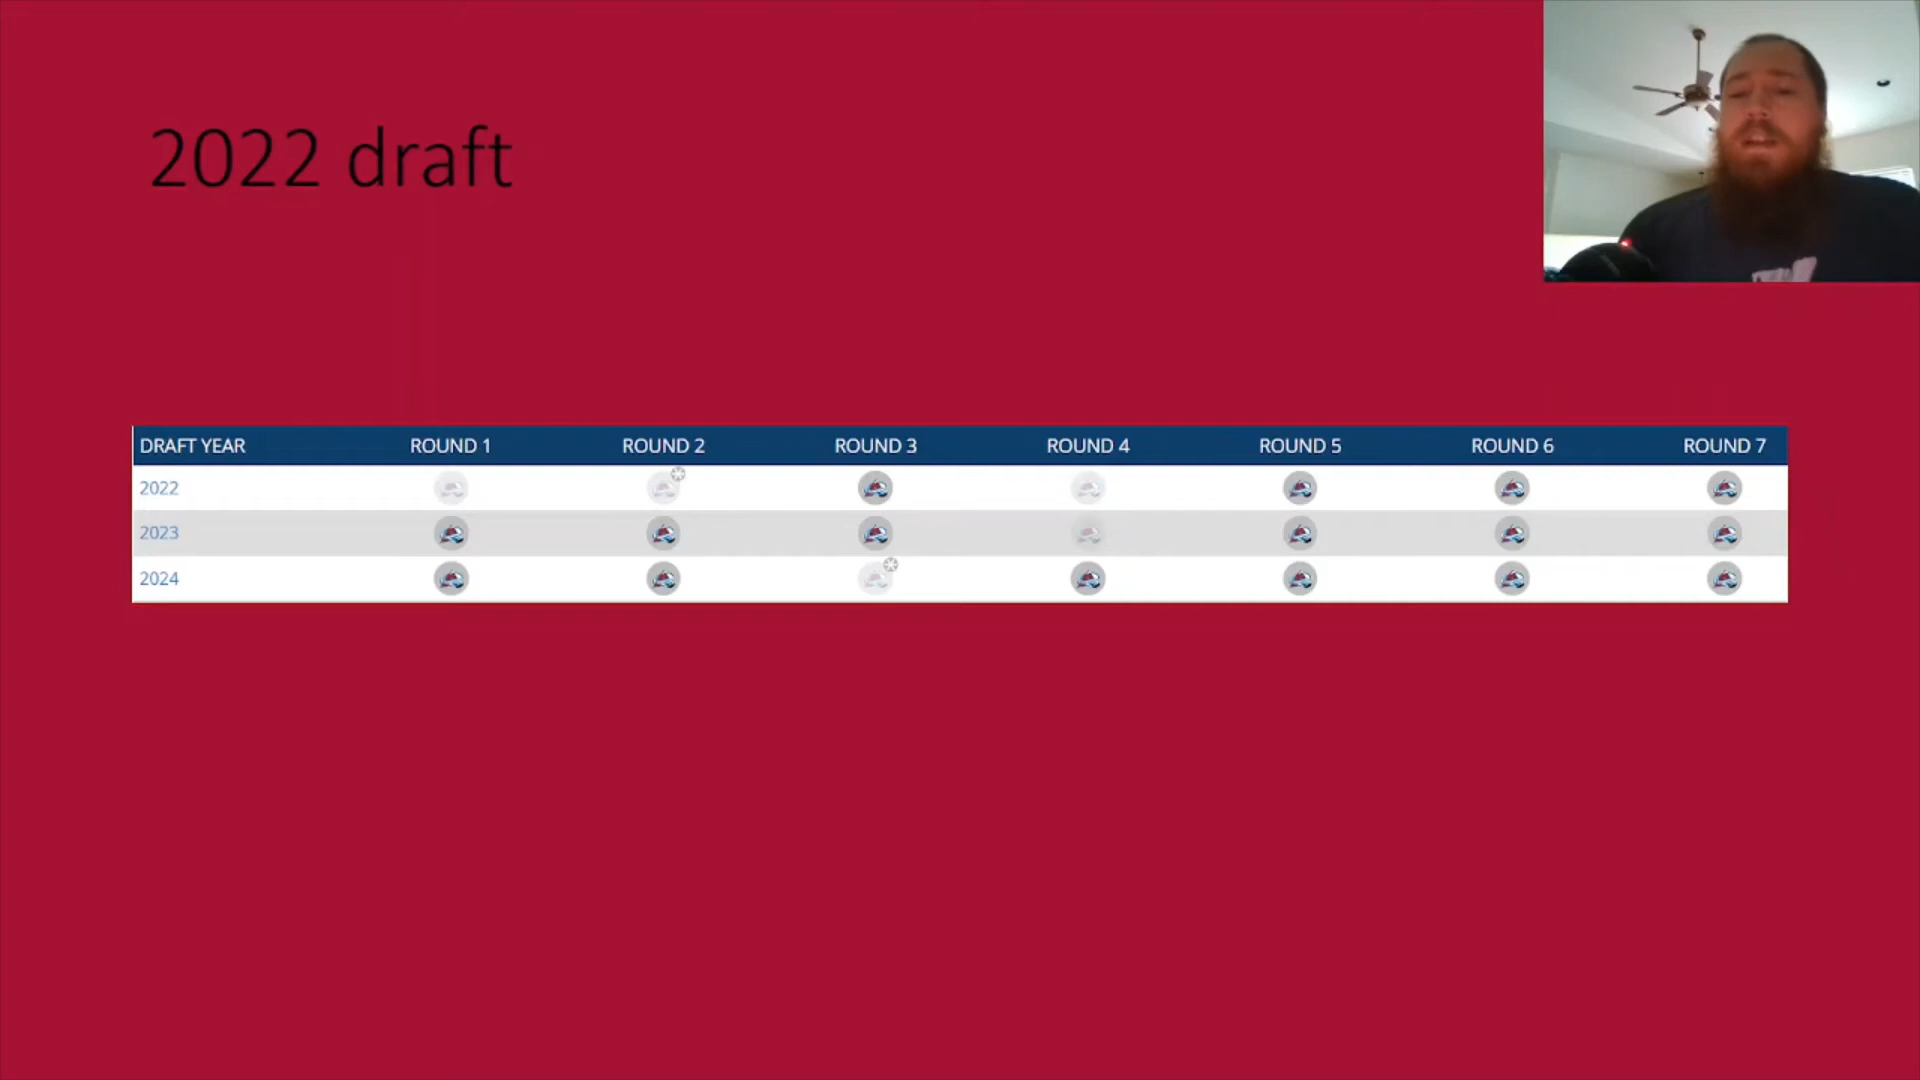 2022 draft
DRAFT YEAR ROUND 1 ROUND 2 ROUND 3 ROUND 4 ROUND 5 ROUND 6 ROUND 7
2022
2023
2024